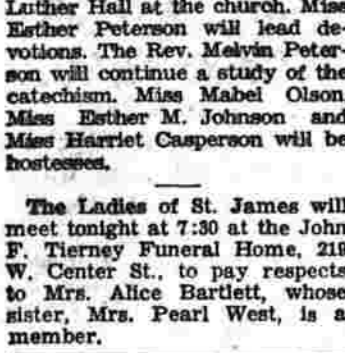 Luther Hall at the church. Miss
Esther Peterson will lead de-
votions. The Rev. Melvin Peter-
son will continue a study of the
catechism. Miss Mabel Olson,
Miss Esther M. Johnson and
Miss Harriet Casperson will be
hostesses.
The Ladies of St. James will
meet tonight at 7:30 at the John
F. Tierney Funeral Home, 219
W. Center St., to pay respects
to Mrs. Alice Bartlett, whose
sister, Mrs. Pearl West, is a
member.